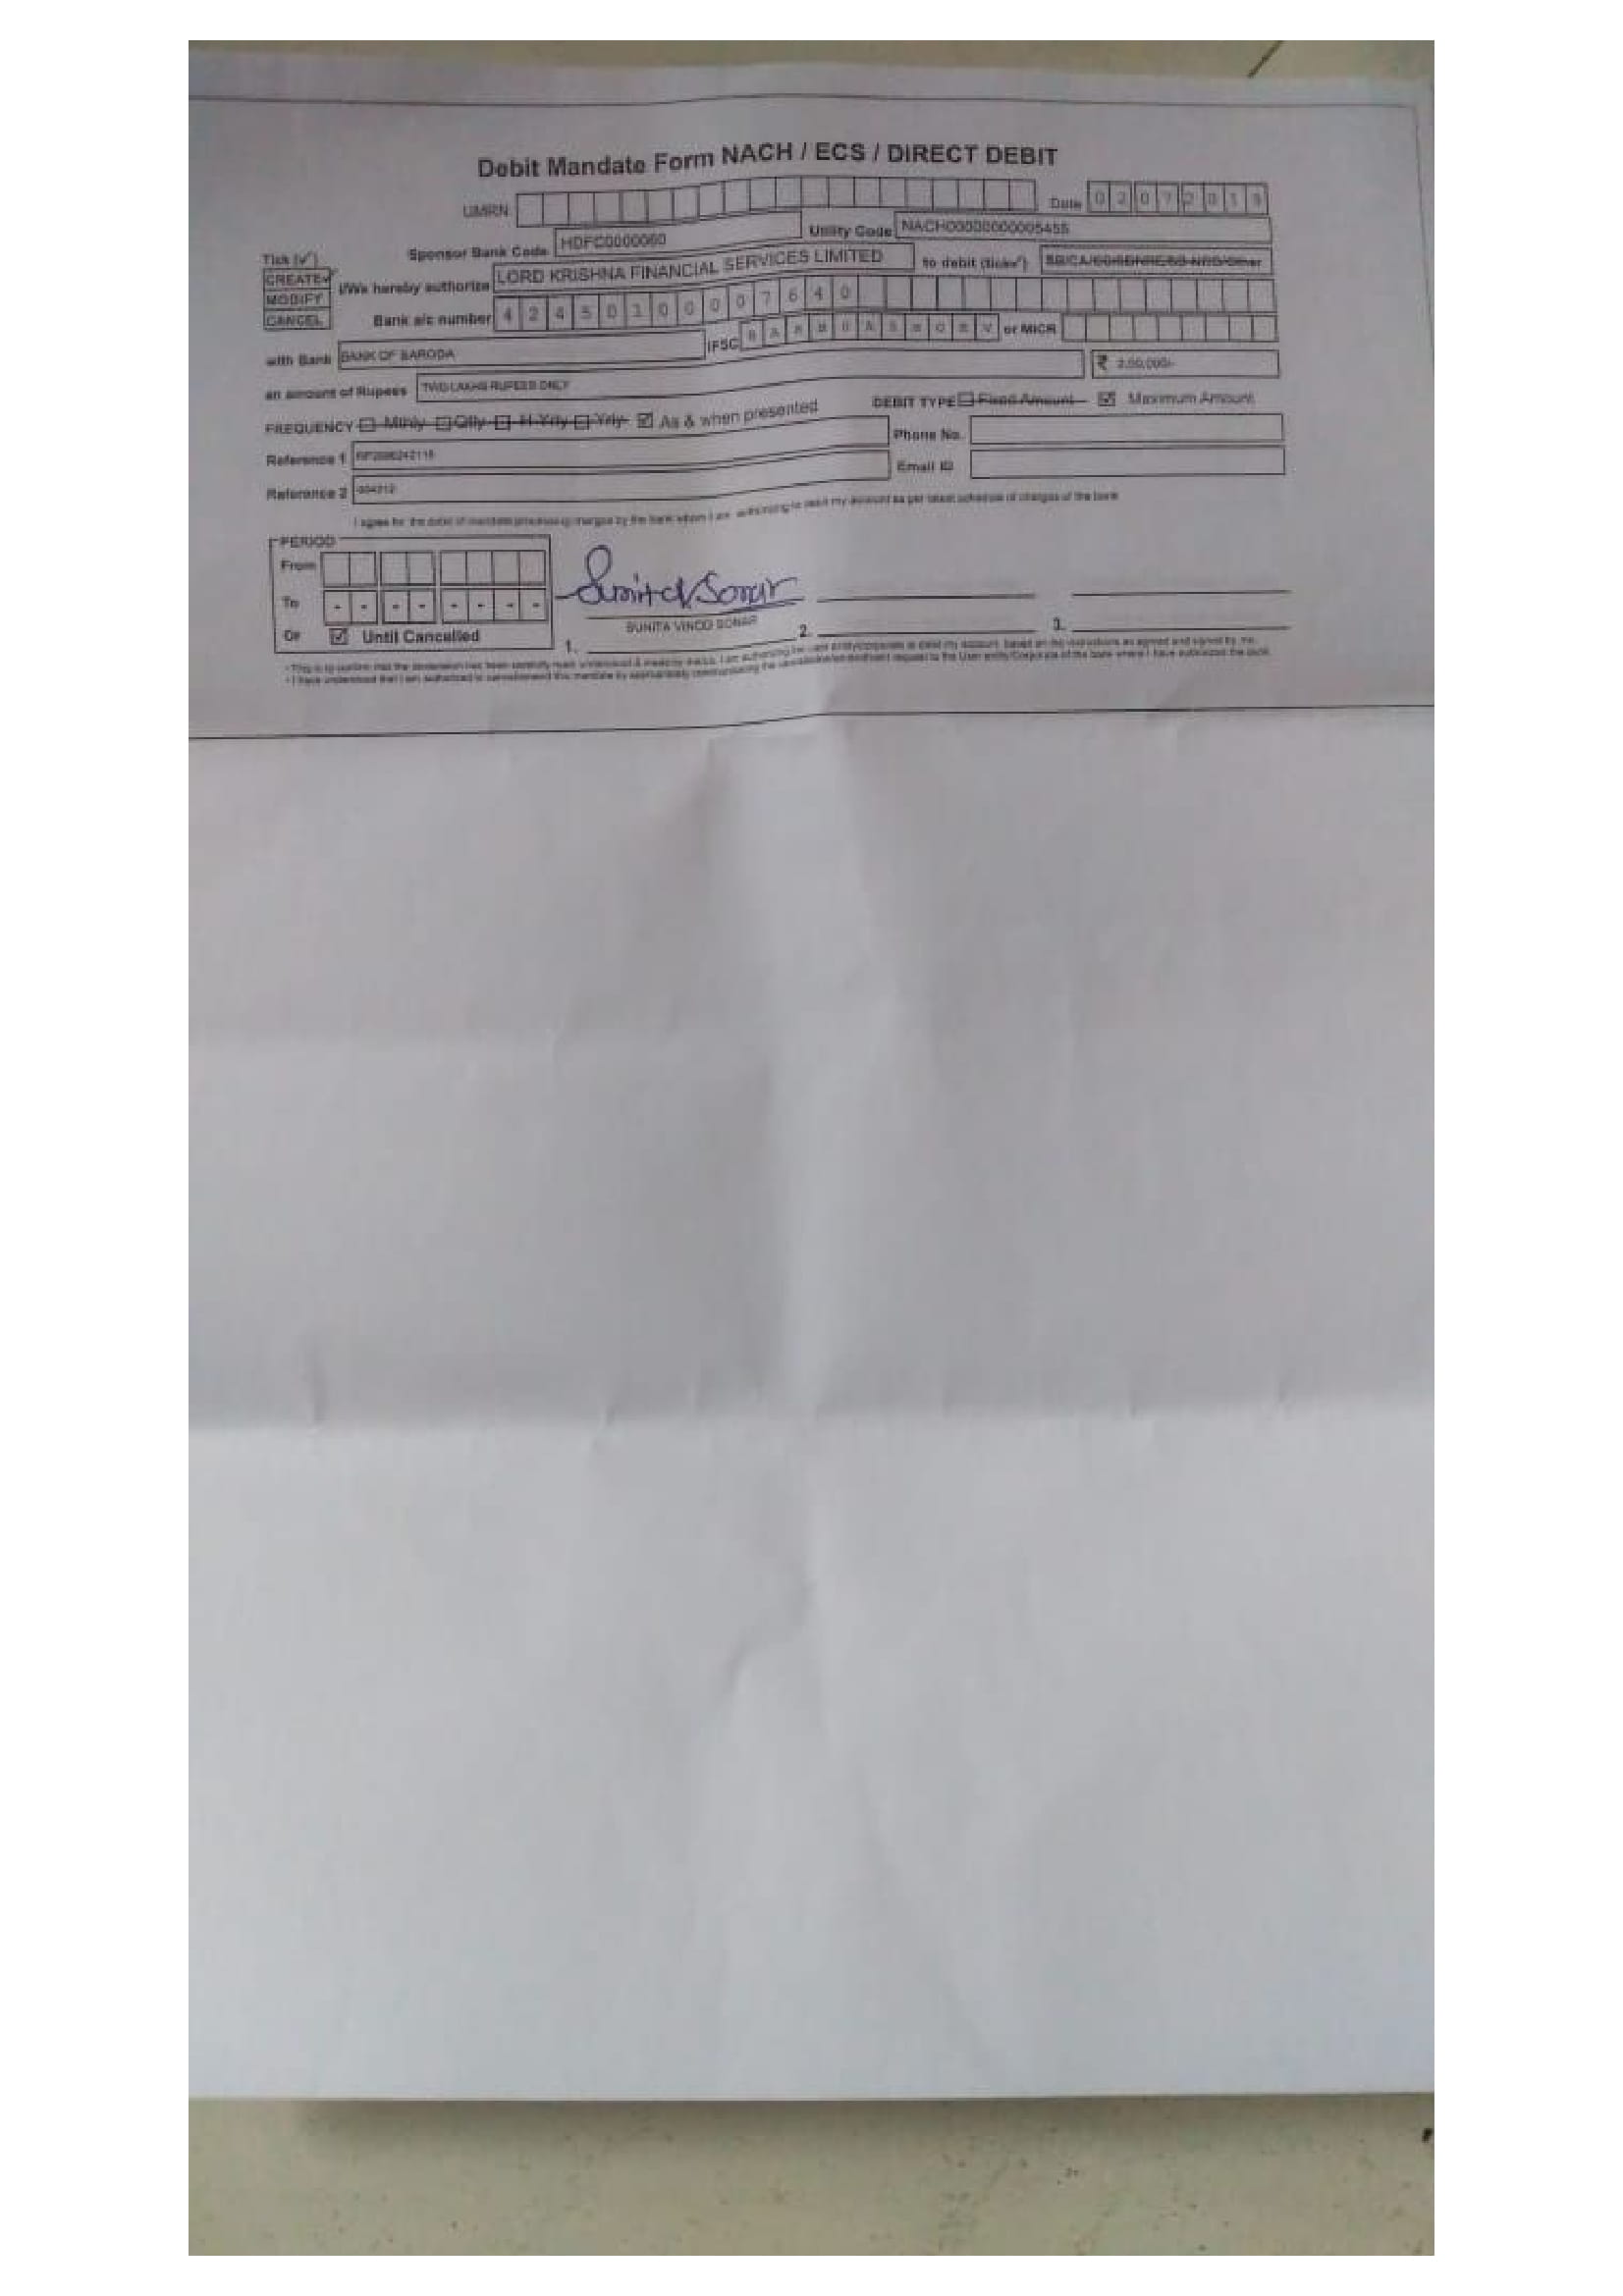 Debit Mandate Form NACH / ECS / DIRECT DEBIT
UMRN Date 0 2 0 7 2 0 1 9
Sponsor Bank Code HDFC0000060 Utility Code NACH00000000005455
Tick (✓)
CREATE✓
MODIFY
CANCEL
I/We hereby authorize LORD KRISHNA FINANCIAL SERVICES LIMITED to debit (tick✓) SB/CA/CC/SB-NRE/SB-NRO/Other
Bank a/c number 4 2 4 5 0 1 0 0 0 0 7 6 4 0
with Bank BANK OF BARODA IFSC or MICR
an amount of Rupees TWO LAKHS RUPEES ONLY ₹ 2,00,000/-
FREQUENCY Mthly Qtly H-Yrly Yrly ☑ As & when presented DEBIT TYPE Fixed Amount ☑ Maximum Amount
Reference 1 Phone No.
Reference 2 Email ID
I agree for the debit of mandate processing charges by the bank whom I am authorizing to debit my account as per latest schedule of charges of the bank
PERIOD
From
To - - - - - - - -
Or ☑ Until Cancelled
Sunita Sonar
SUNITA VINOD SONAR
1. 2. 3.